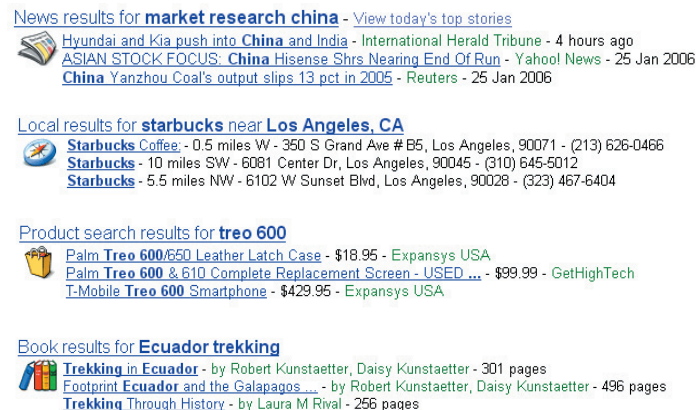 News results for market research china - View today's top stories
Hyundai and Kia push into China and India - International Herald Tribune - 4 hours ago
ASIAN STOCK FOCUS: China Hisense Shrs Nearing End Of Run - Yahoo! News - 25 Jan 2006
China Yanzhou Coal's output slips 13 pct in 2005 - Reuters - 25 Jan 2006
Local results for starbucks near Los Angeles, CA
Starbucks Coffee: - 0.5 miles W - 350 S Grand Ave # B5, Los Angeles, 90071 - (213) 626-0466
Starbucks - 10 miles SW - 6081 Center Dr, Los Angeles, 90045 - (310) 645-5012
Starbucks - 5.5 miles NW - 6102 W Sunset Blvd, Los Angeles, 90028 - (323) 467-6404
Product search results for treo 600
Palm Treo 600/650 Leather Latch Case - $18.95 - Expansys USA
Palm Treo 600 & 610 Complete Replacement Screen - USED ... - $99.99 - GetHighTech
T-Mobile Treo 600 Smartphone - $429.95 - Expansys USA
Book results for Ecuador trekking
Trekking in Ecuador - by Robert Kunstaetter, Daisy Kunstaetter - 301 pages
Footprint Ecuador and the Galapagos ... - by Robert Kunstaetter, Daisy Kunstaetter - 496 pages
Trekking Through History - by Laura M Rival - 256 pages